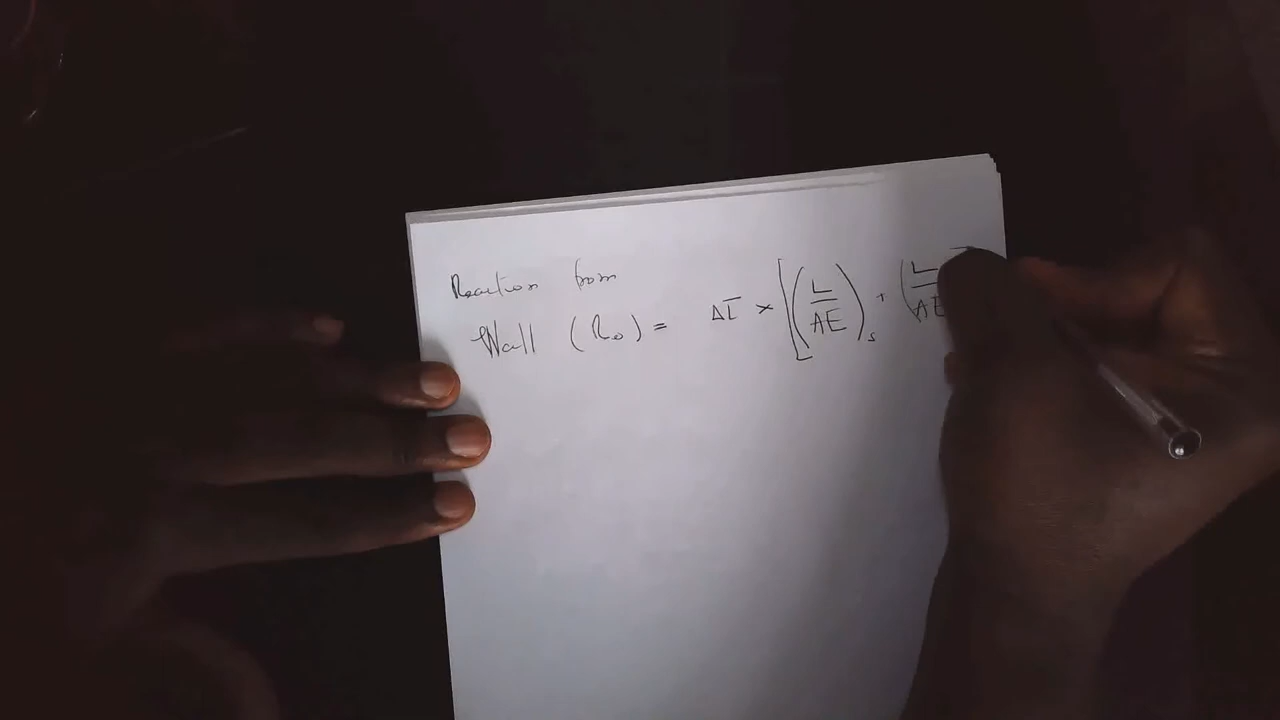 Reaction from
Wall (R₀) = ΔL × [(L/AE)s + (L/AE